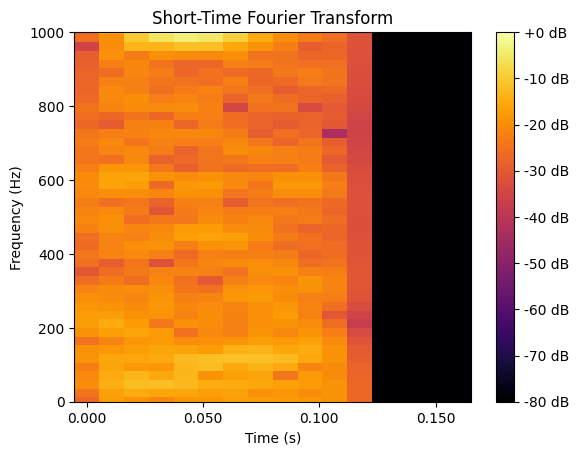 Short-Time Fourier Transform
1000
800
600
400
200
0
Frequency (Hz)
0.000
0.050
0.100
0.150
Time (s)
+0 dB
-10 dB
-20 dB
-30 dB
-40 dB
-50 dB
-60 dB
-70 dB
-80 dB